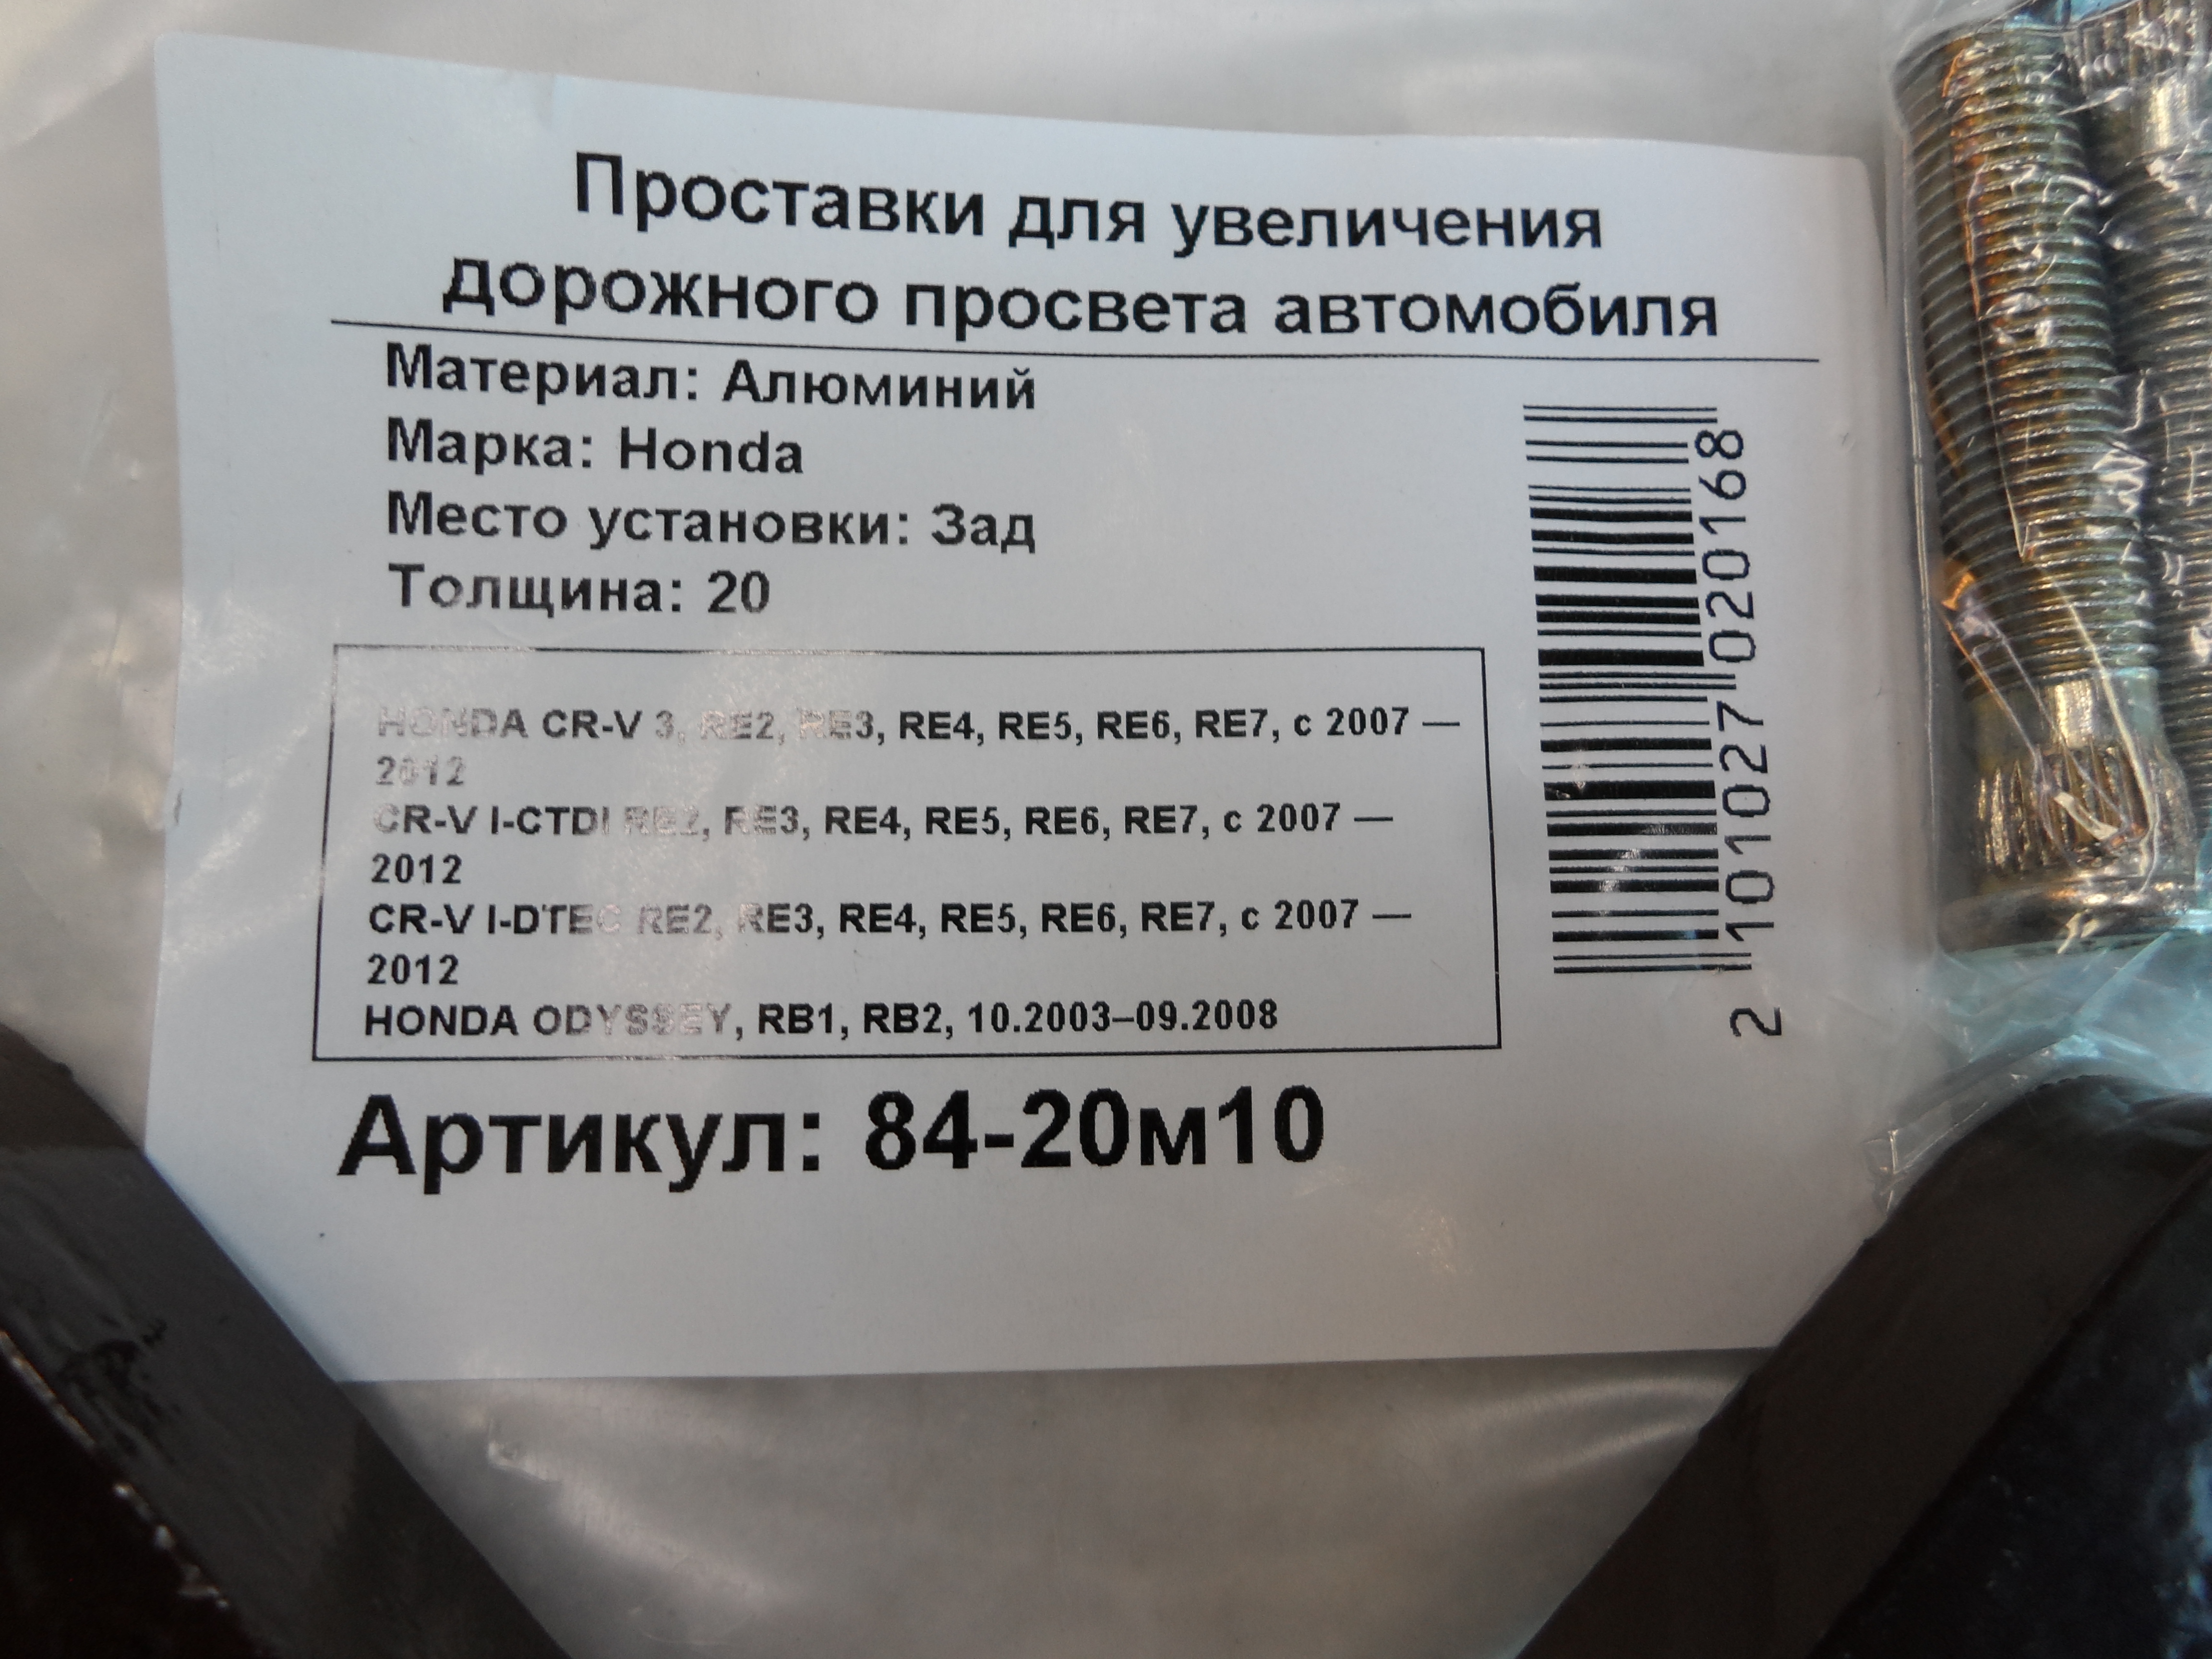 Проставки для увеличения
дорожного просвета автомобиля
Материал: Алюминий
Марка: Honda
Место установки: Зад
Толщина: 20
HONDA CR-V 3, RE2, RE3, RE4, RE5, RE6, RE7, с 2007 —
2012
CR-V I-CTDI RE2, RE3, RE4, RE5, RE6, RE7, с 2007 —
2012
CR-V I-DTEC RE2, RE3, RE4, RE5, RE6, RE7, с 2007 —
2012
HONDA ODYSSEY, RB1, RB2, 10.2003–09.2008
Артикул: 84-20м10
2 101027 020168